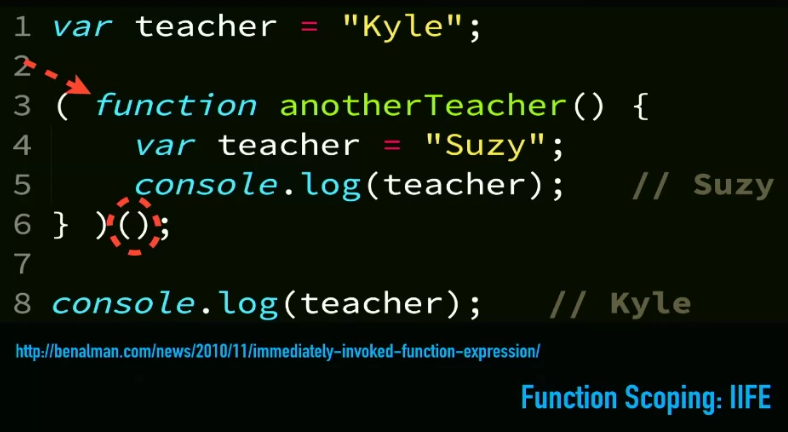 1 var teacher = "Kyle";
2
3 ( function anotherTeacher() {
4 var teacher = "Suzy";
5 console.log(teacher); // Suzy
6 } )();
7
8 console.log(teacher); // Kyle
http://benalman.com/news/2010/11/immediately-invoked-function-expression/
Function Scoping: IIFE